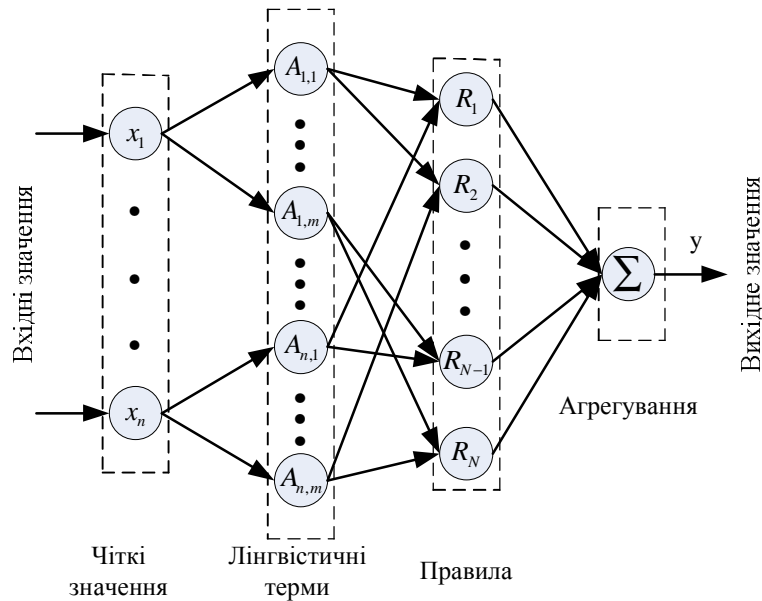 Вхідні значення
x1
xn
A1,1
A1,m
An,1
An,m
R1
R2
RN−1
RN
Σ
y
Вихідне значення
Агрегування
Чіткі
значення
Лінгвістичні
терми
Правила